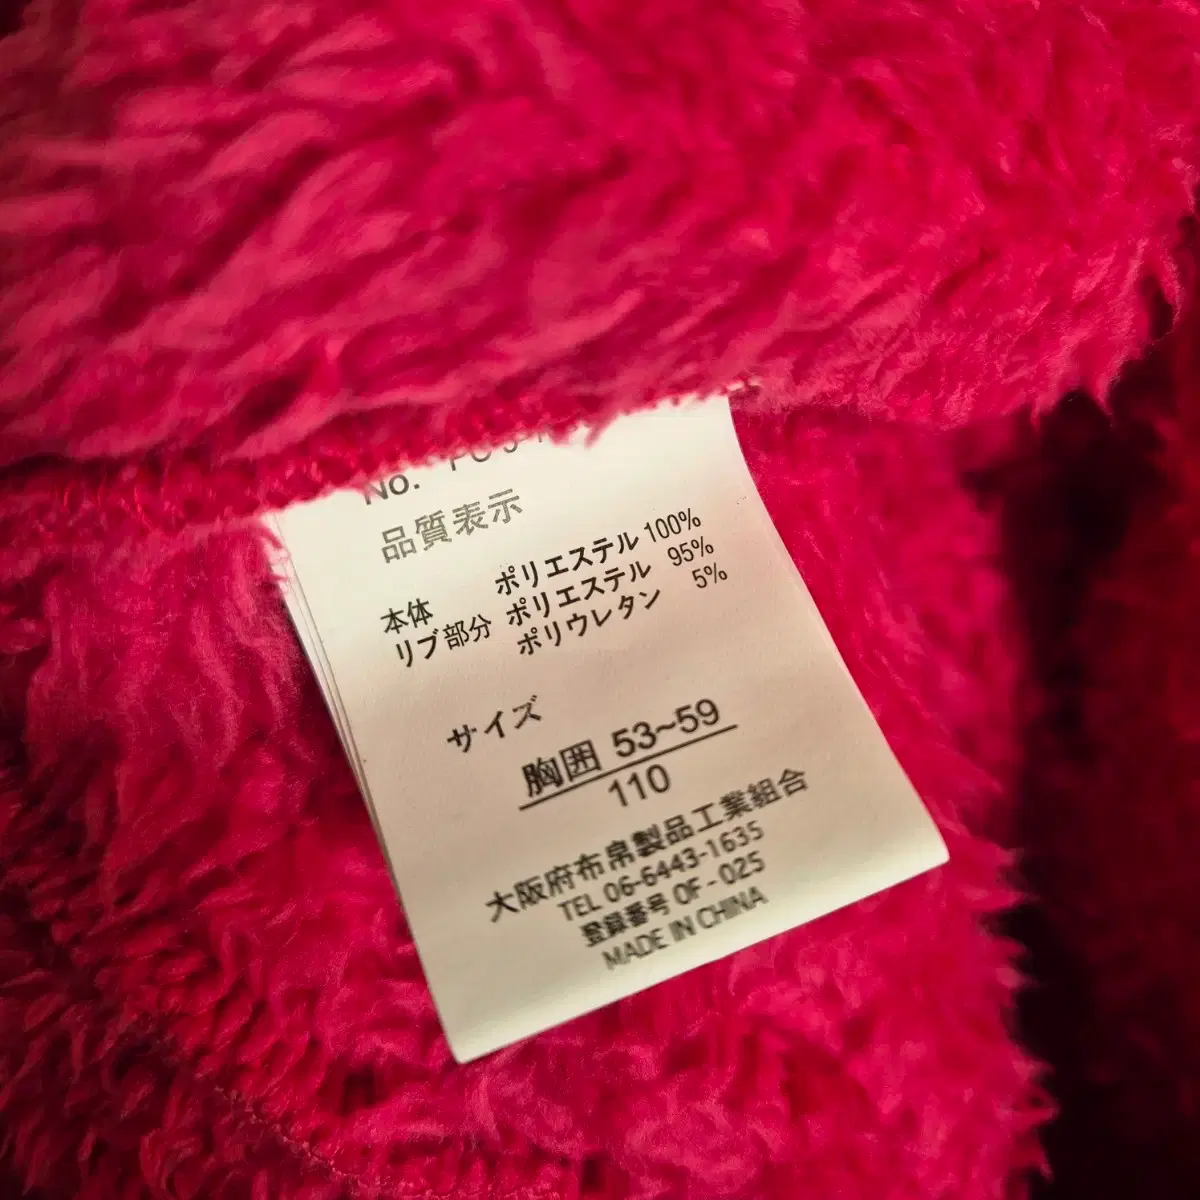 No.
品質表示
本体 ポリエステル 100%
リブ部分 ポリエステル 95%
ポリウレタン 5%
サイズ
胸囲 53~59
110
大阪府布帛製品工業組合
TEL 06-6443-1635
登録番号 OF-025
MADE IN CHINA